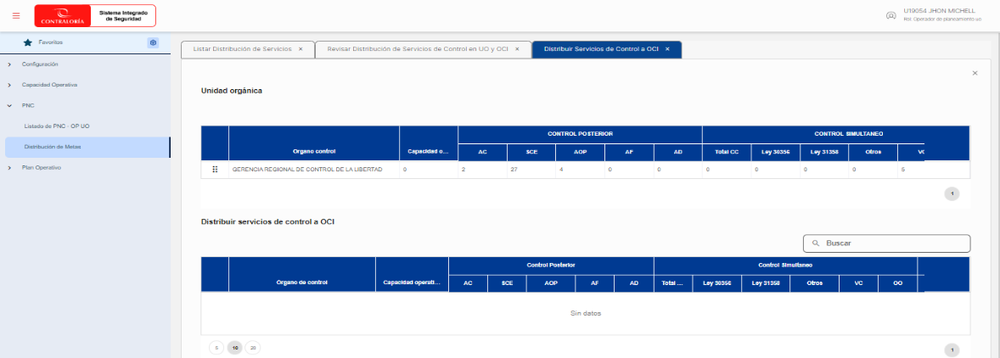 CONTRALORÍA
Sistema Integrado
de Seguridad
U19054 JHON MICHELL
Rol. Operador de planeamiento uo
Favoritos
Configuración
Capacidad Operativa
PNC
Listado de PNC - OP UO
Distribución de Metas
Plan Operativo
Listar Distribución de Servicios ×
Revisar Distribución de Servicios de Control en UO y OCI ×
Distribuir Servicios de Control a OCI ×
Unidad orgánica
CONTROL POSTERIOR CONTROL SIMULTANEO
Organo control Capacidad o... AC SCE AOP AF AD Total CC Ley 30356 Ley 31358 Otros VC
GERENCIA REGIONAL DE CONTROL DE LA LIBERTAD 0 2 27 4 0 0 0 0 0 0 5
1
Distribuir servicios de control a OCI
Buscar
Control Posterior Control Simultaneo
Órgano de control Capacidad operati... AC SCE AOP AF AD Total ... Ley 30356 Ley 31358 Otros VC OO
Sin datos
5 10 20
1